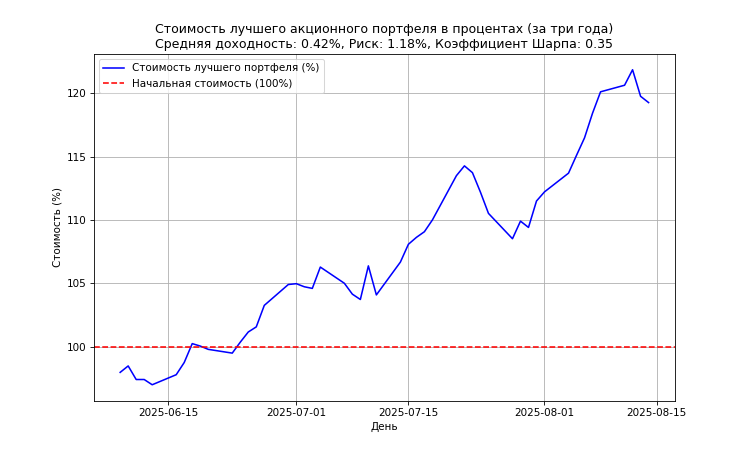 Стоимость лучшего акционного портфеля в процентах (за три года)
Средняя доходность: 0.42%, Риск: 1.18%, Коэффициент Шарпа: 0.35
Стоимость лучшего портфеля (%)
Начальная стоимость (100%)
Стоимость (%)
120
115
110
105
100
2025-06-15
2025-07-01
2025-07-15
2025-08-01
2025-08-15
День